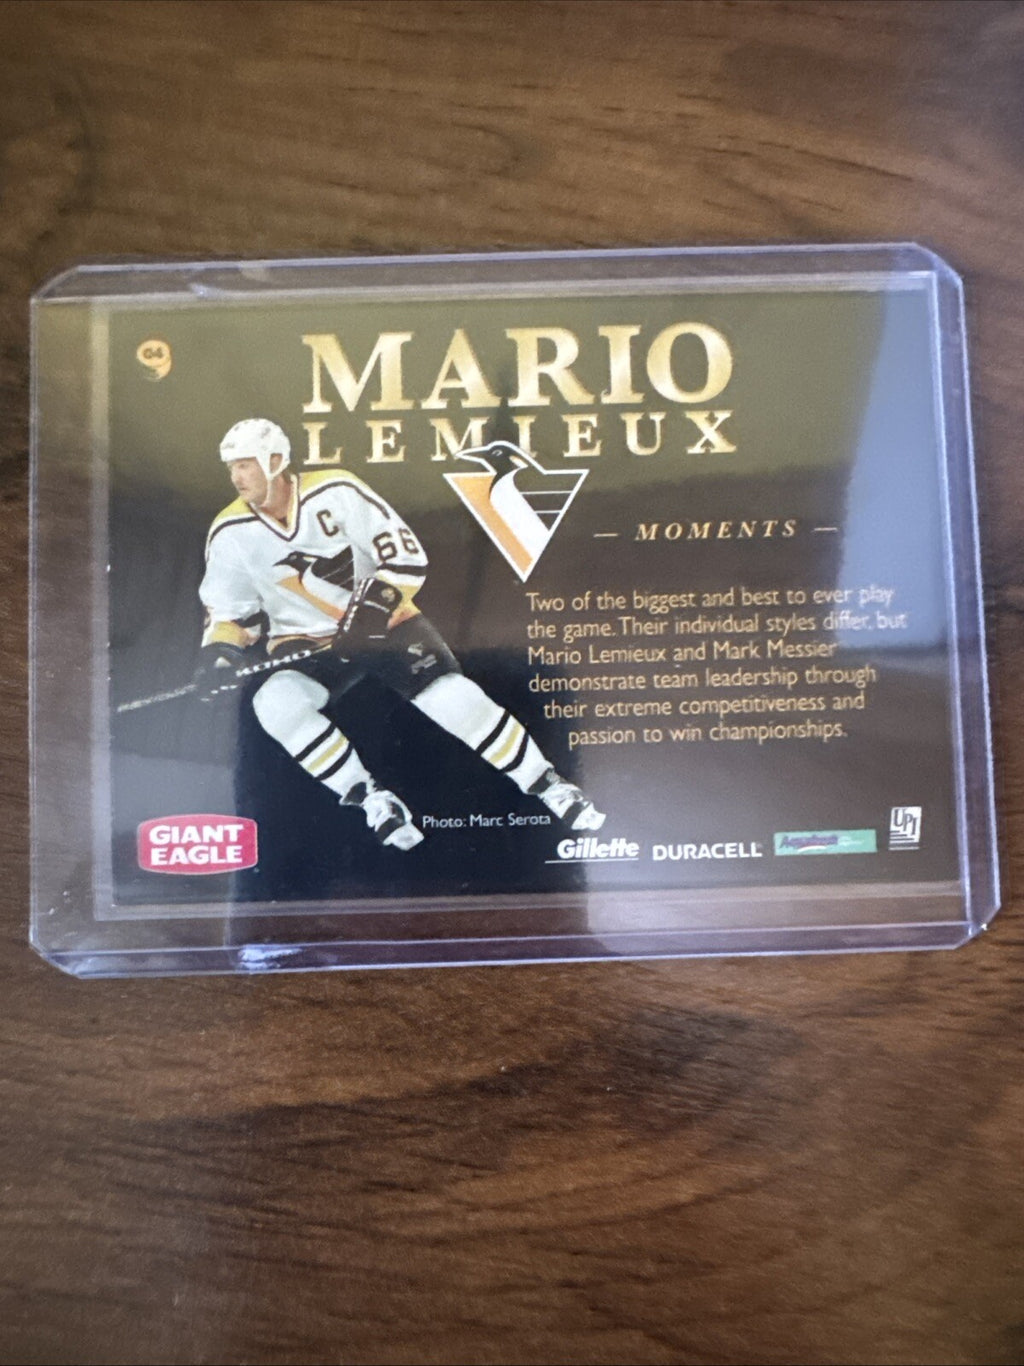 04
MARIO
LEMIEUX
C
66
— MOMENTS —
Two of the biggest and best to ever play
the game. Their individual styles differ, but
Mario Lemieux and Mark Messier
demonstrate team leadership through
their extreme competitiveness and
passion to win championships.
KOHO
Photo: Marc Serota
GIANT
EAGLE
Gillette
DURACELL
UPI